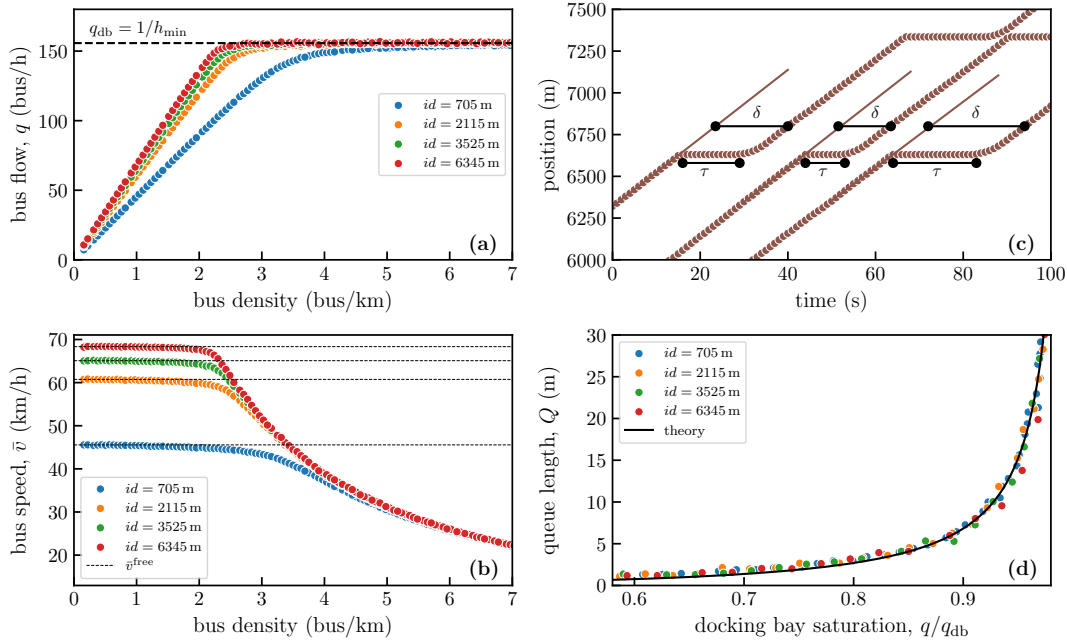 q_db = 1/h_min
bus flow, q (bus/h)
150
100
50
0
id = 705 m
id = 2115 m
id = 3525 m
id = 6345 m
(a)
0 1 2 3 4 5 6 7
bus density (bus/km)
position (m)
7500
7250
7000
6750
6500
6250
6000
δ δ δ
τ τ τ
(c)
0 20 40 60 80 100
time (s)
bus speed, v̄ (km/h)
70
60
50
40
30
20
id = 705 m
id = 2115 m
id = 3525 m
id = 6345 m
v̄^free
(b)
0 1 2 3 4 5 6 7
bus density (bus/km)
queue length, Q (m)
30
25
20
15
10
5
0
id = 705 m
id = 2115 m
id = 3525 m
id = 6345 m
theory
(d)
0.6 0.7 0.8 0.9
docking bay saturation, q/q_db